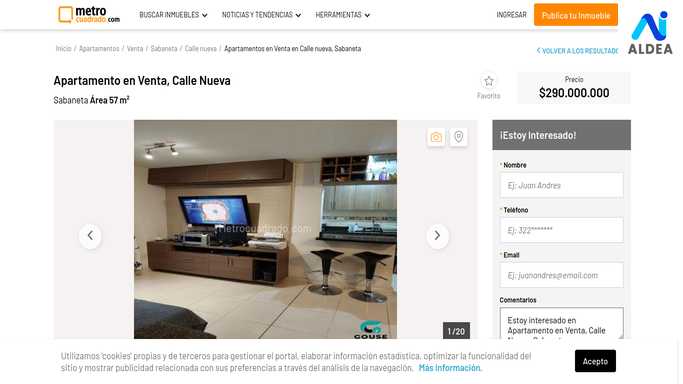 metro
cuadrado.com
BUSCAR INMUEBLES
NOTICIAS Y TENDENCIAS
HERRAMIENTAS
INGRESAR
Publica tu Inmueble
ALDEA
Inicio / Apartamentos / Venta / Sabaneta / Calle nueva / Apartamentos en Venta en Calle nueva, Sabaneta
VOLVER A LOS RESULTAD
Apartamento en Venta, Calle Nueva
Sabaneta Área 57 m²
Favorito
Precio
$290.000.000
metrocuadrado.com
COUSE
1 / 20
¡Estoy Interesado!
* Nombre
Ej: Juan Andres
* Teléfono
Ej: 322*******
* Email
Ej: juanandres@email.com
Comentarios
Estoy interesado en
Apartamento en Venta, Calle
Utilizamos 'cookies' propias y de terceros para gestionar el portal, elaborar información estadística, optimizar la funcionalidad del
sitio y mostrar publicidad relacionada con sus preferencias a través del análisis de la navegación. Más Información.
Acepto